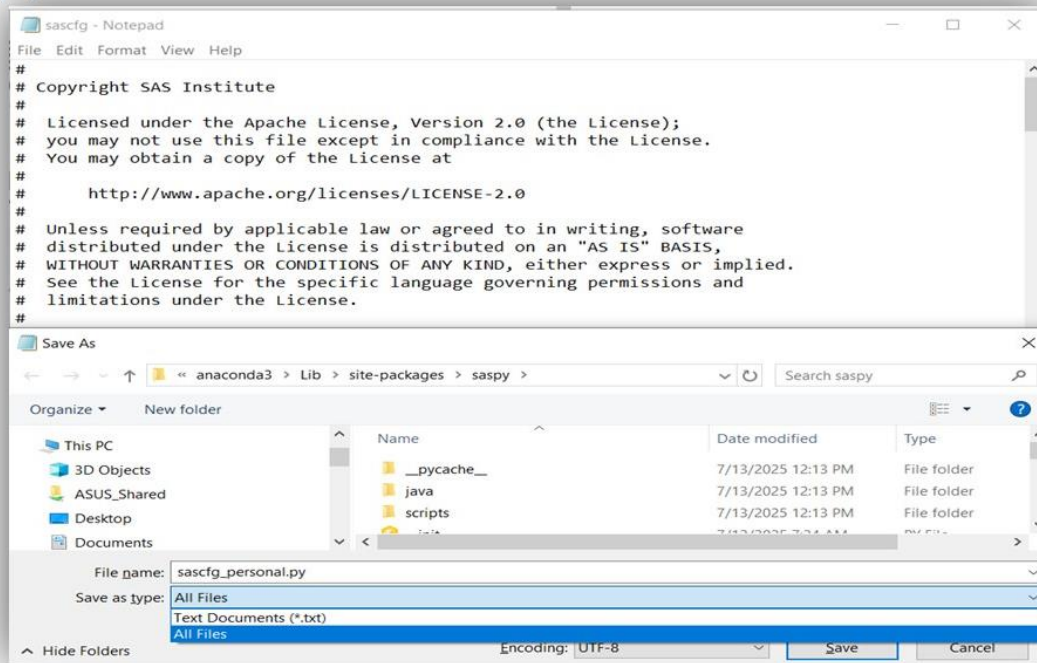 sascfg - Notepad
File Edit Format View Help
#
# Copyright SAS Institute
#
# Licensed under the Apache License, Version 2.0 (the License);
# you may not use this file except in compliance with the License.
# You may obtain a copy of the License at
#
# http://www.apache.org/licenses/LICENSE-2.0
#
# Unless required by applicable law or agreed to in writing, software
# distributed under the License is distributed on an "AS IS" BASIS,
# WITHOUT WARRANTIES OR CONDITIONS OF ANY KIND, either express or implied.
# See the License for the specific language governing permissions and
# limitations under the License.
#
Save As
« anaconda3 > Lib > site-packages > saspy >
Search saspy
Organize
New folder
This PC
3D Objects
ASUS_Shared
Desktop
Documents
Name Date modified Type
__pycache__ 7/13/2025 12:13 PM File folder
java 7/13/2025 12:13 PM File folder
scripts 7/13/2025 12:13 PM File folder
File name: sascfg_personal.py
Save as type: All Files
Text Documents (*.txt)
All Files
Hide Folders
Encoding: UTF-8
Save
Cancel